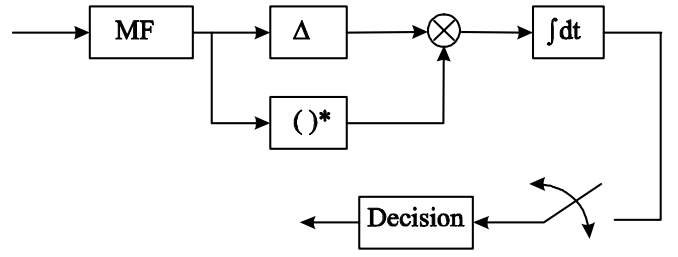 MF
Δ
∫dt
( )*
Decision